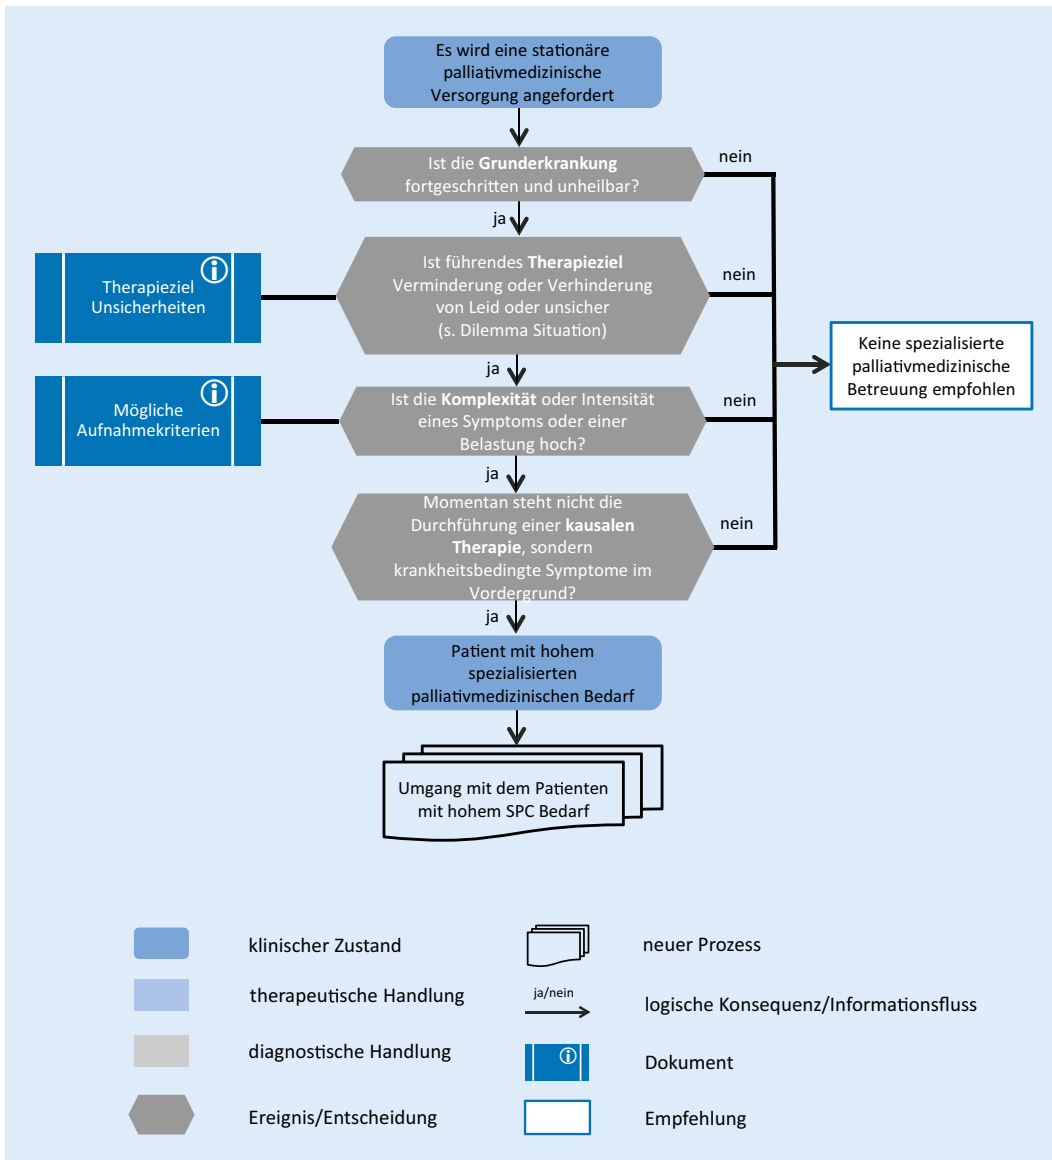 Es wird eine stationäre
palliativmedizinische
Versorgung angefordert
Ist die Grunderkrankung
fortgeschritten und unheilbar?
nein
ja
Therapieziel
Unsicherheiten
Ist führendes Therapieziel
Verminderung oder Verhinderung
von Leid oder unsicher
(s. Dilemma Situation)
nein
Keine spezialisierte
palliativmedizinische
Betreuung empfohlen
ja
Mögliche
Aufnahmekriterien
Ist die Komplexität oder Intensität
eines Symptoms oder einer
Belastung hoch?
nein
ja
Momentan steht nicht die
Durchführung einer kausalen
Therapie, sondern
krankheitsbedingte Symptome im
Vordergrund?
nein
ja
Patient mit hohem
spezialisierten
palliativmedizinischen Bedarf
Umgang mit dem Patienten
mit hohem SPC Bedarf
klinischer Zustand
therapeutische Handlung
diagnostische Handlung
Ereignis/Entscheidung
neuer Prozess
ja/nein
logische Konsequenz/Informationsfluss
Dokument
Empfehlung